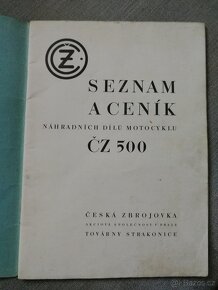 ČZ
SEZNAM
A CENÍK
NÁHRADNÍCH DÍLŮ MOTOCYKLU
ČZ 500
ČESKÁ ZBROJOVKA
AKCIOVÁ SPOLEČNOST V PRAZE
TOVÁRNY STRAKONICE